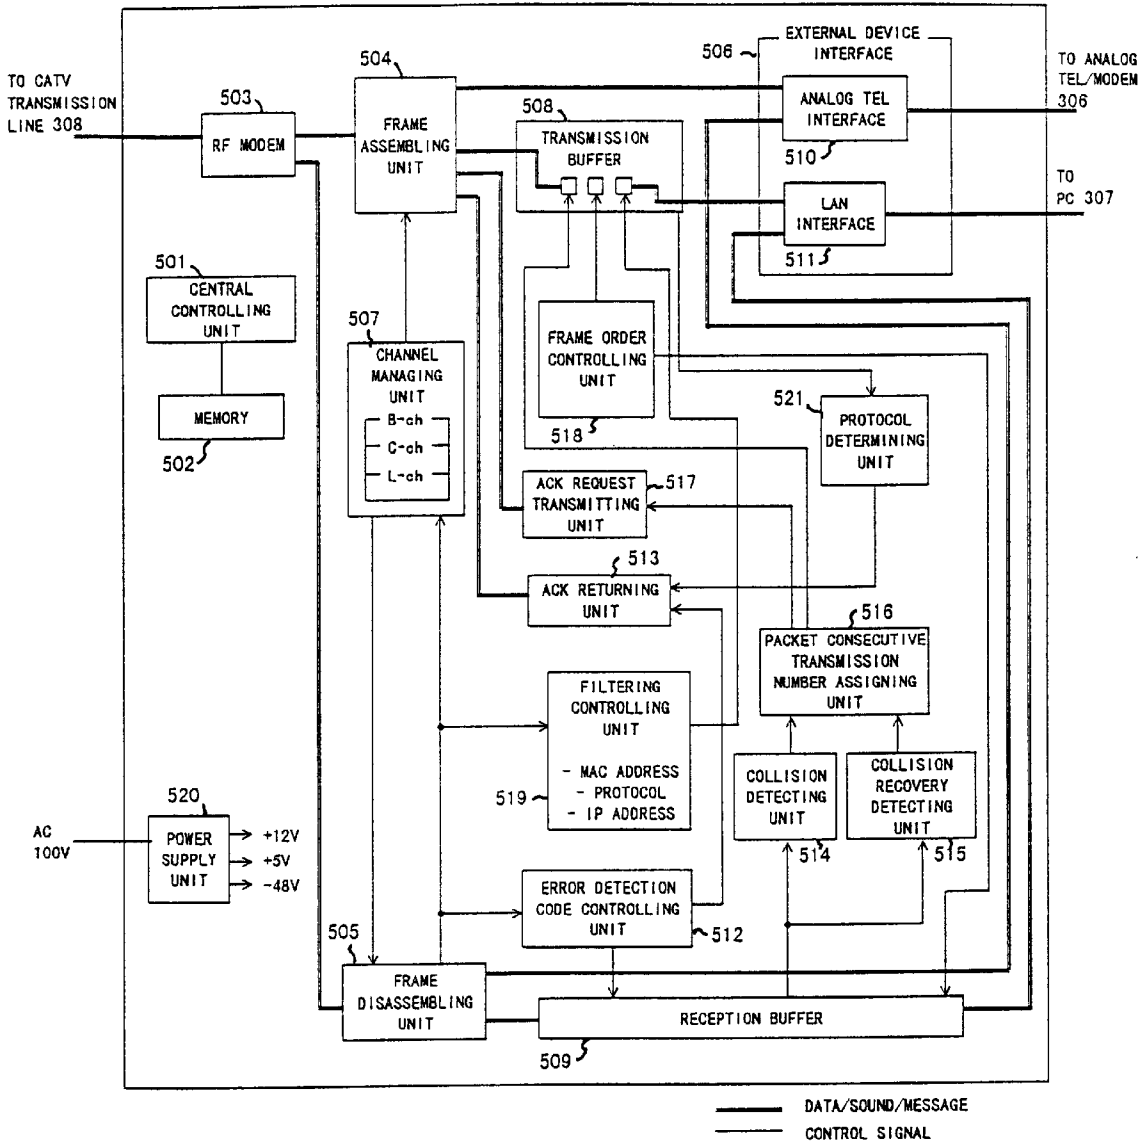 TO CATV
TRANSMISSION
LINE 308
503
RF MODEM
504
FRAME
ASSEMBLING
UNIT
508
TRANSMISSION
BUFFER
506
EXTERNAL DEVICE
INTERFACE
ANALOG TEL
INTERFACE
510
LAN
INTERFACE
511
TO ANALOG
TEL/MODEM
306
TO
PC 307
501
CENTRAL
CONTROLLING
UNIT
MEMORY
502
507
CHANNEL
MANAGING
UNIT
B-ch
C-ch
L-ch
FRAME ORDER
CONTROLLING
UNIT
518
521
PROTOCOL
DETERMINING
UNIT
ACK REQUEST
TRANSMITTING
UNIT
517
513
ACK RETURNING
UNIT
516
PACKET CONSECUTIVE
TRANSMISSION
NUMBER ASSIGNING
UNIT
FILTERING
CONTROLLING
UNIT
- MAC ADDRESS
- PROTOCOL
- IP ADDRESS
519
COLLISION
DETECTING
UNIT
514
COLLISION
RECOVERY
DETECTING
UNIT
515
AC
100V
520
POWER
SUPPLY
UNIT
+12V
+5V
-48V
ERROR DETECTION
CODE CONTROLLING
UNIT
512
505
FRAME
DISASSEMBLING
UNIT
RECEPTION BUFFER
509
DATA/SOUND/MESSAGE
CONTROL SIGNAL